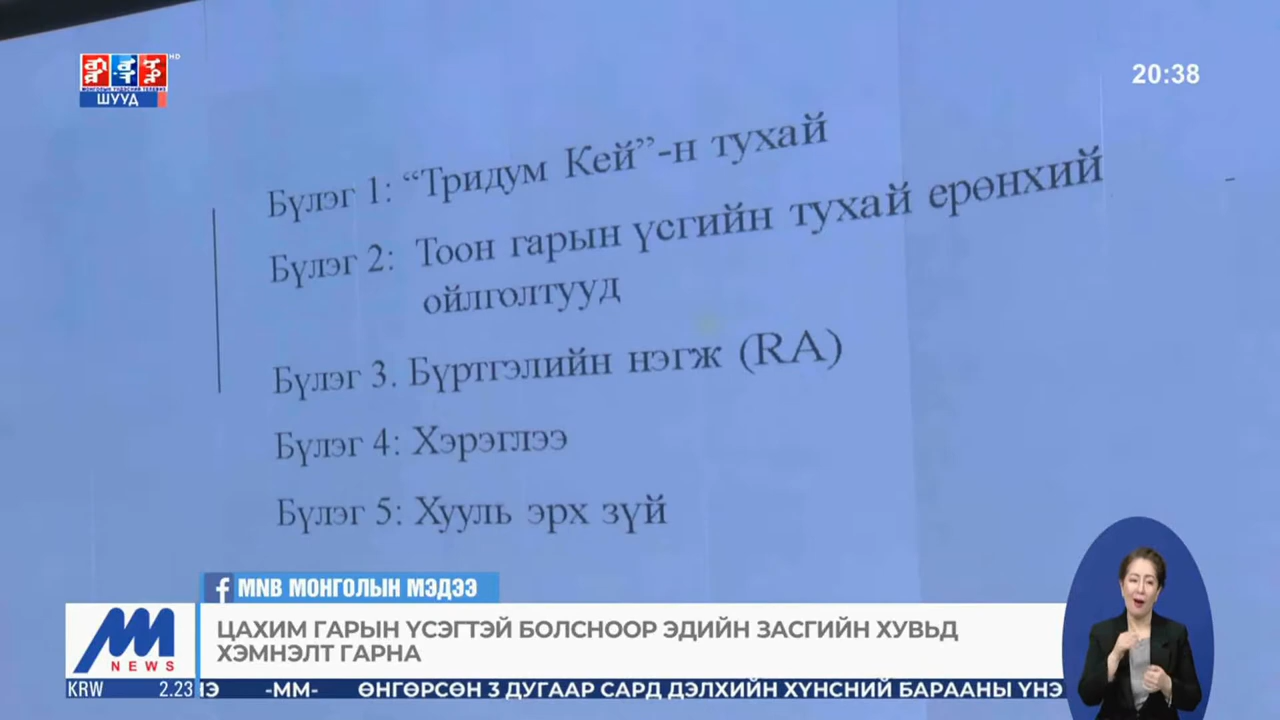 ШУУД
20:38
Бүлэг 1: “Тридум Кей”-н тухай
Бүлэг 2: Тоон гарын үсгийн тухай ерөнхий
ойлголтууд
Бүлэг 3. Бүртгэлийн нэгж (RA)
Бүлэг 4: Хэрэглээ
Бүлэг 5: Хууль эрх зүй
f MNB МОНГОЛЫН МЭДЭЭ
ЦАХИМ ГАРЫН ҮСЭГТЭЙ БОЛСНООР ЭДИЙН ЗАСГИЙН ХУВЬД
ХЭМНЭЛТ ГАРНА
NEWS
KRW 2.23 -ММ- ӨНГӨРСӨН 3 ДУГААР САРД ДЭЛХИЙН ХҮНСНИЙ БАРААНЫ ҮНЭ